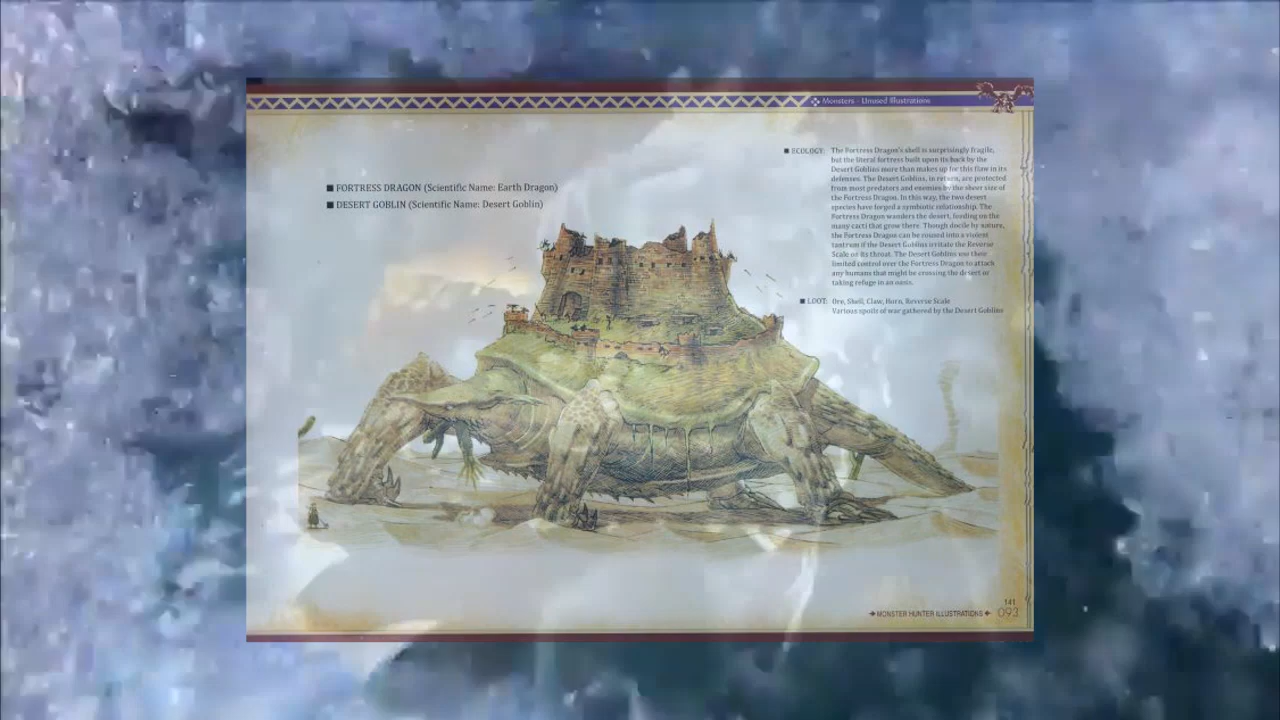 Monsters - Unused Illustrations
■ FORTRESS DRAGON (Scientific Name: Earth Dragon)
■ DESERT GOBLIN (Scientific Name: Desert Goblin)
■ ECOLOGY: The Fortress Dragon's shell is surprisingly fragile,
but the literal fortress built upon its back by the
Desert Goblins more than makes up for this flaw in its
defenses. The Desert Goblins, in return, are protected
from most predators and enemies by the sheer size of
the Fortress Dragon. In this way, the two desert
species have forged a symbiotic relationship. The
Fortress Dragon wanders the desert, feeding on the
many cacti that grow there. Though docile by nature,
the Fortress Dragon can be roused into a violent
tantrum if the Desert Goblins irritate the Reverse
Scale on its throat. The Desert Goblins use their
limited control over the Fortress Dragon to attack
any humans that might be crossing the desert or
taking refuge in an oasis.
■ LOOT: Ore, Shell, Claw, Horn, Reverse Scale
Various spoils of war gathered by the Desert Goblins
141
MONSTER HUNTER ILLUSTRATIONS 093